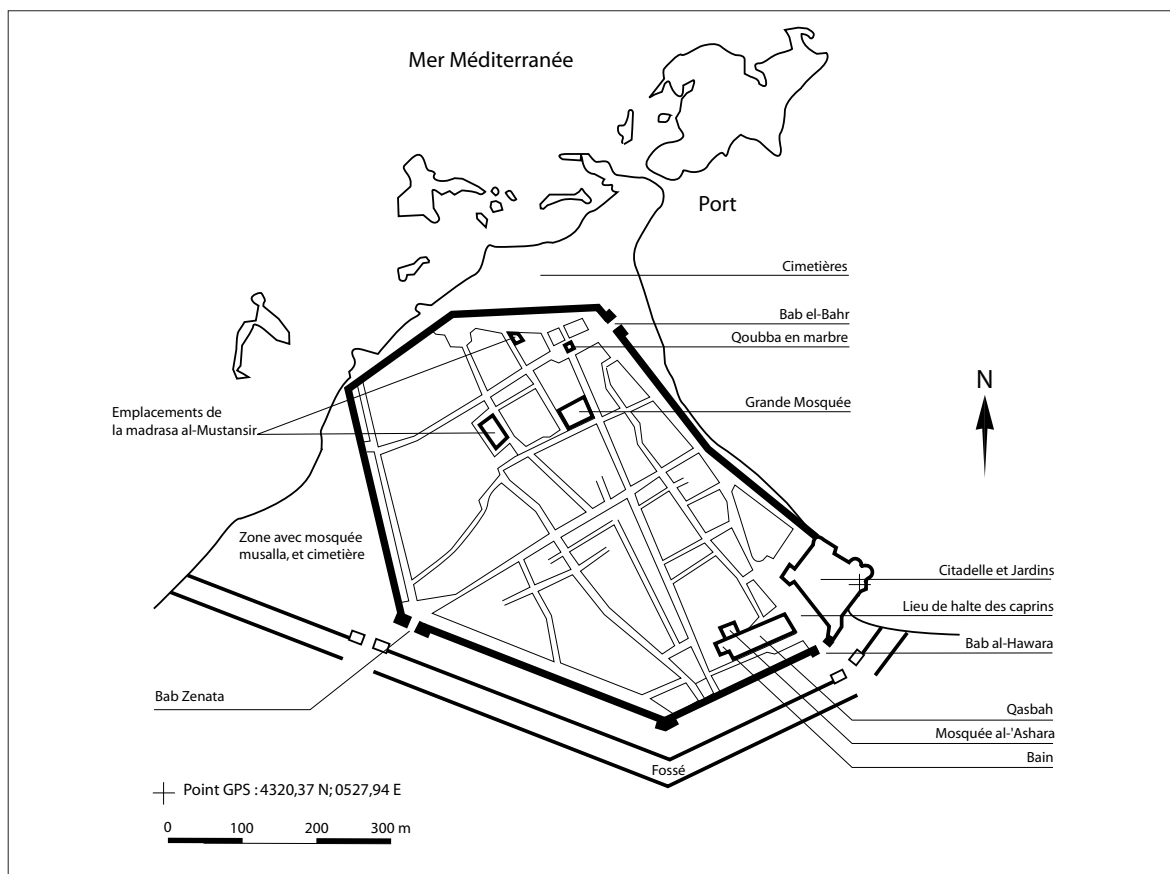 Mer Méditerranée
Port
Cimetières
Bab el-Bahr
Qoubba en marbre
Grande Mosquée
N
Emplacements de
la madrasa al-Mustansir
Zone avec mosquée
musalla, et cimetière
Citadelle et Jardins
Lieu de halte des caprins
Bab al-Hawara
Bab Zenata
Qasbah
Mosquée al-'Ashara
Bain
Fossé
Point GPS : 4320,37 N; 0527,94 E
0 100 200 300 m